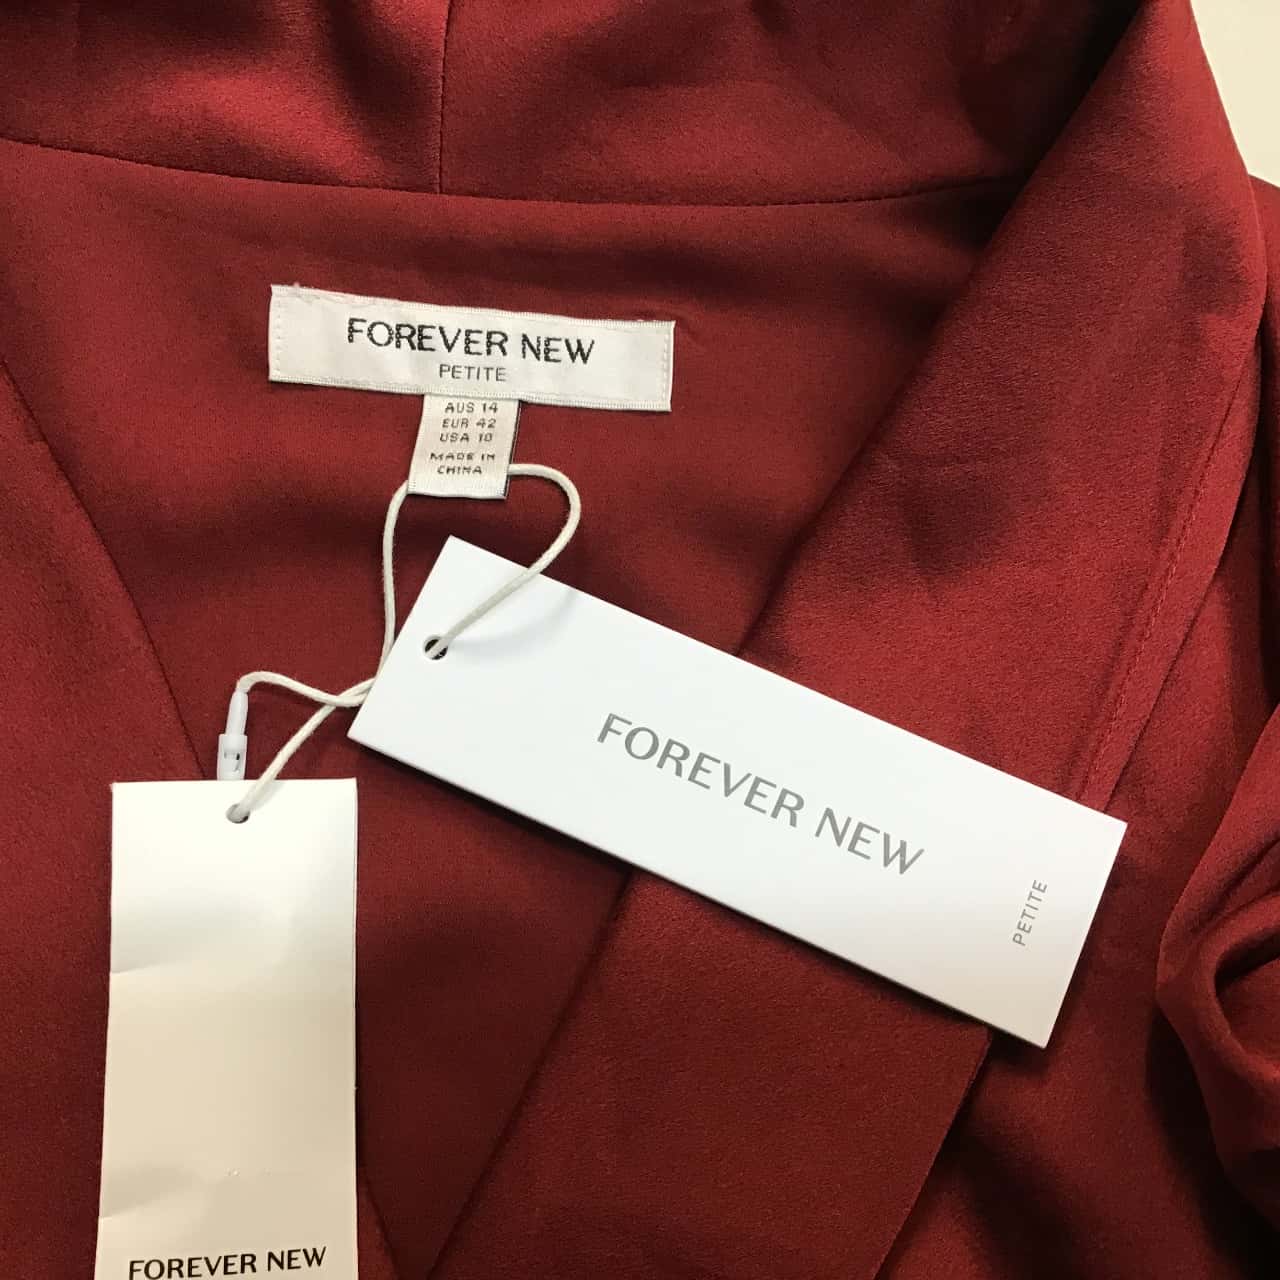 FOREVER NEW
PETITE
AUS 14
EUR 42
USA 10
MADE IN
CHINA
FOREVER NEW
PETITE
FOREVER NEW